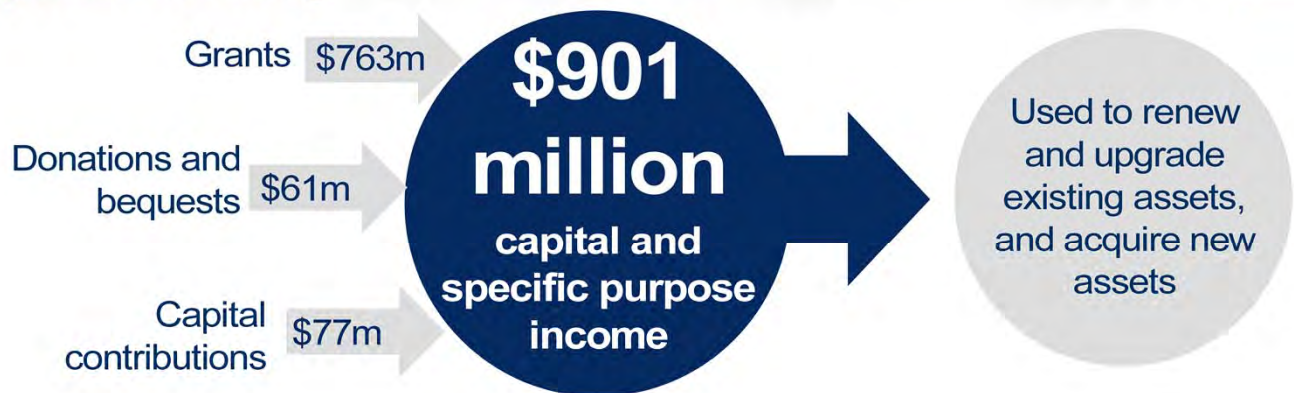 Grants
$763m
Donations and
bequests
$61m
Capital
contributions
$77m
$901
million
capital and
specific purpose
income
Used to renew
and upgrade
existing assets,
and acquire new
assets